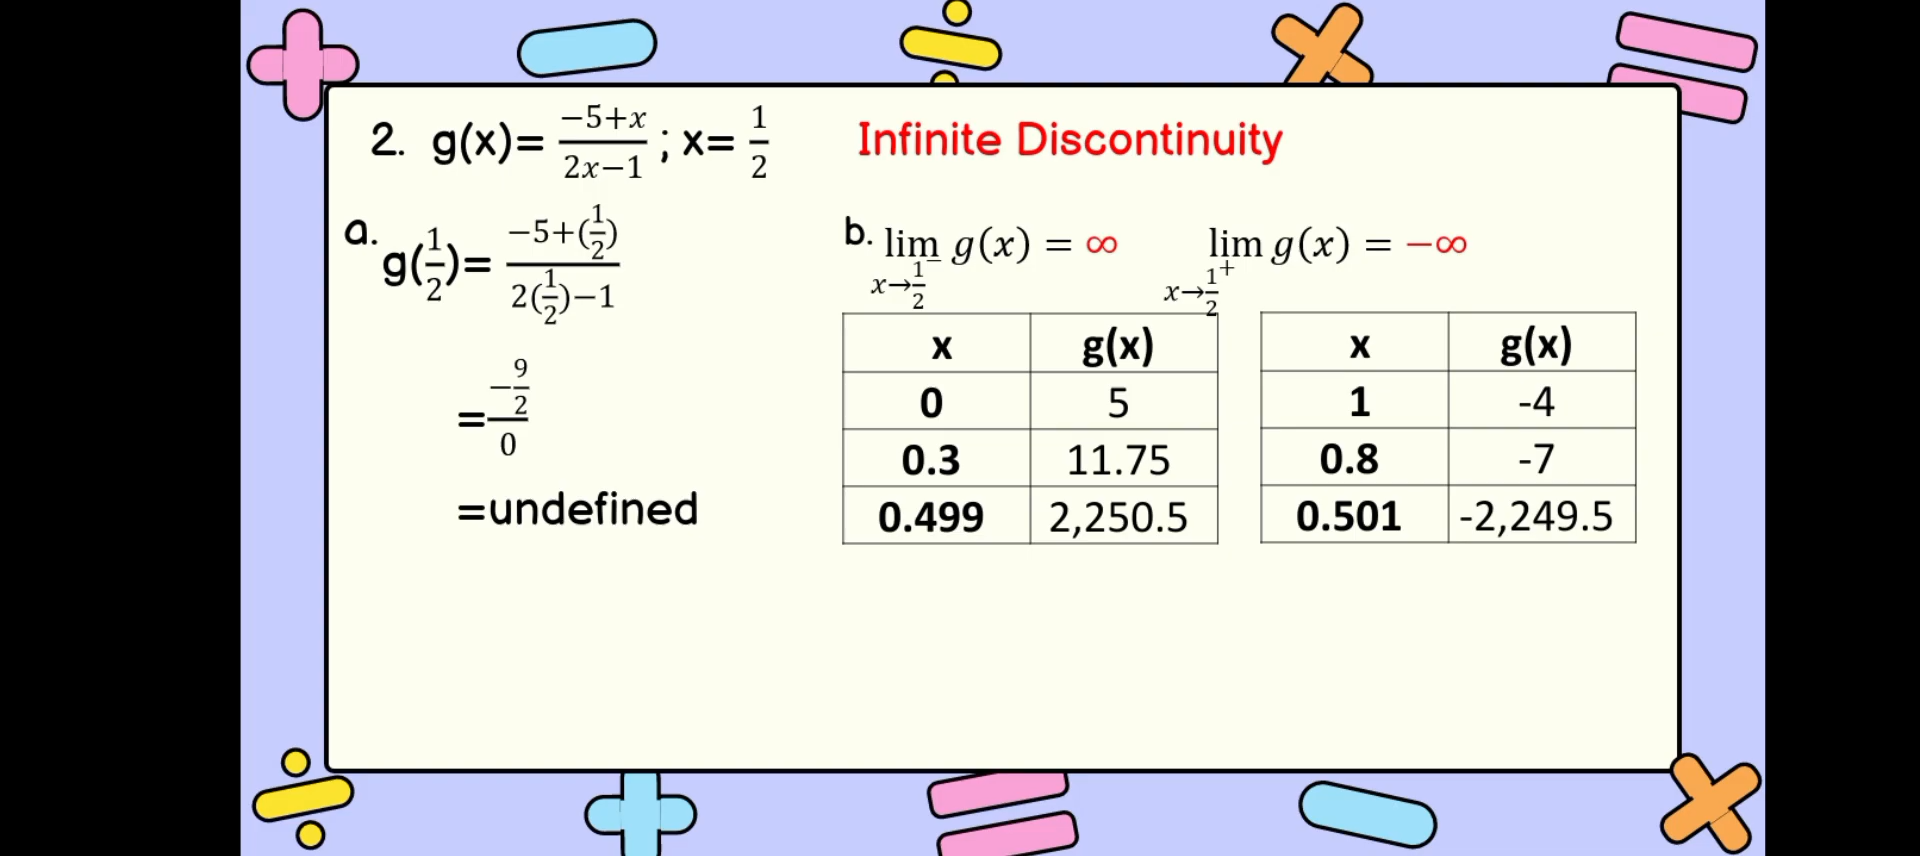 2. g(x)= (−5+x)/(2x−1) ; x= 1/2
Infinite Discontinuity
a. g(1/2)= (−5+(1/2))/(2(1/2)−1)
=(−9/2)/0
=undefined
b. lim x→1/2⁻ g(x) = ∞
lim x→1/2⁺ g(x) = −∞
x g(x)
0 5
0.3 11.75
0.499 2,250.5
x g(x)
1 -4
0.8 -7
0.501 -2,249.5